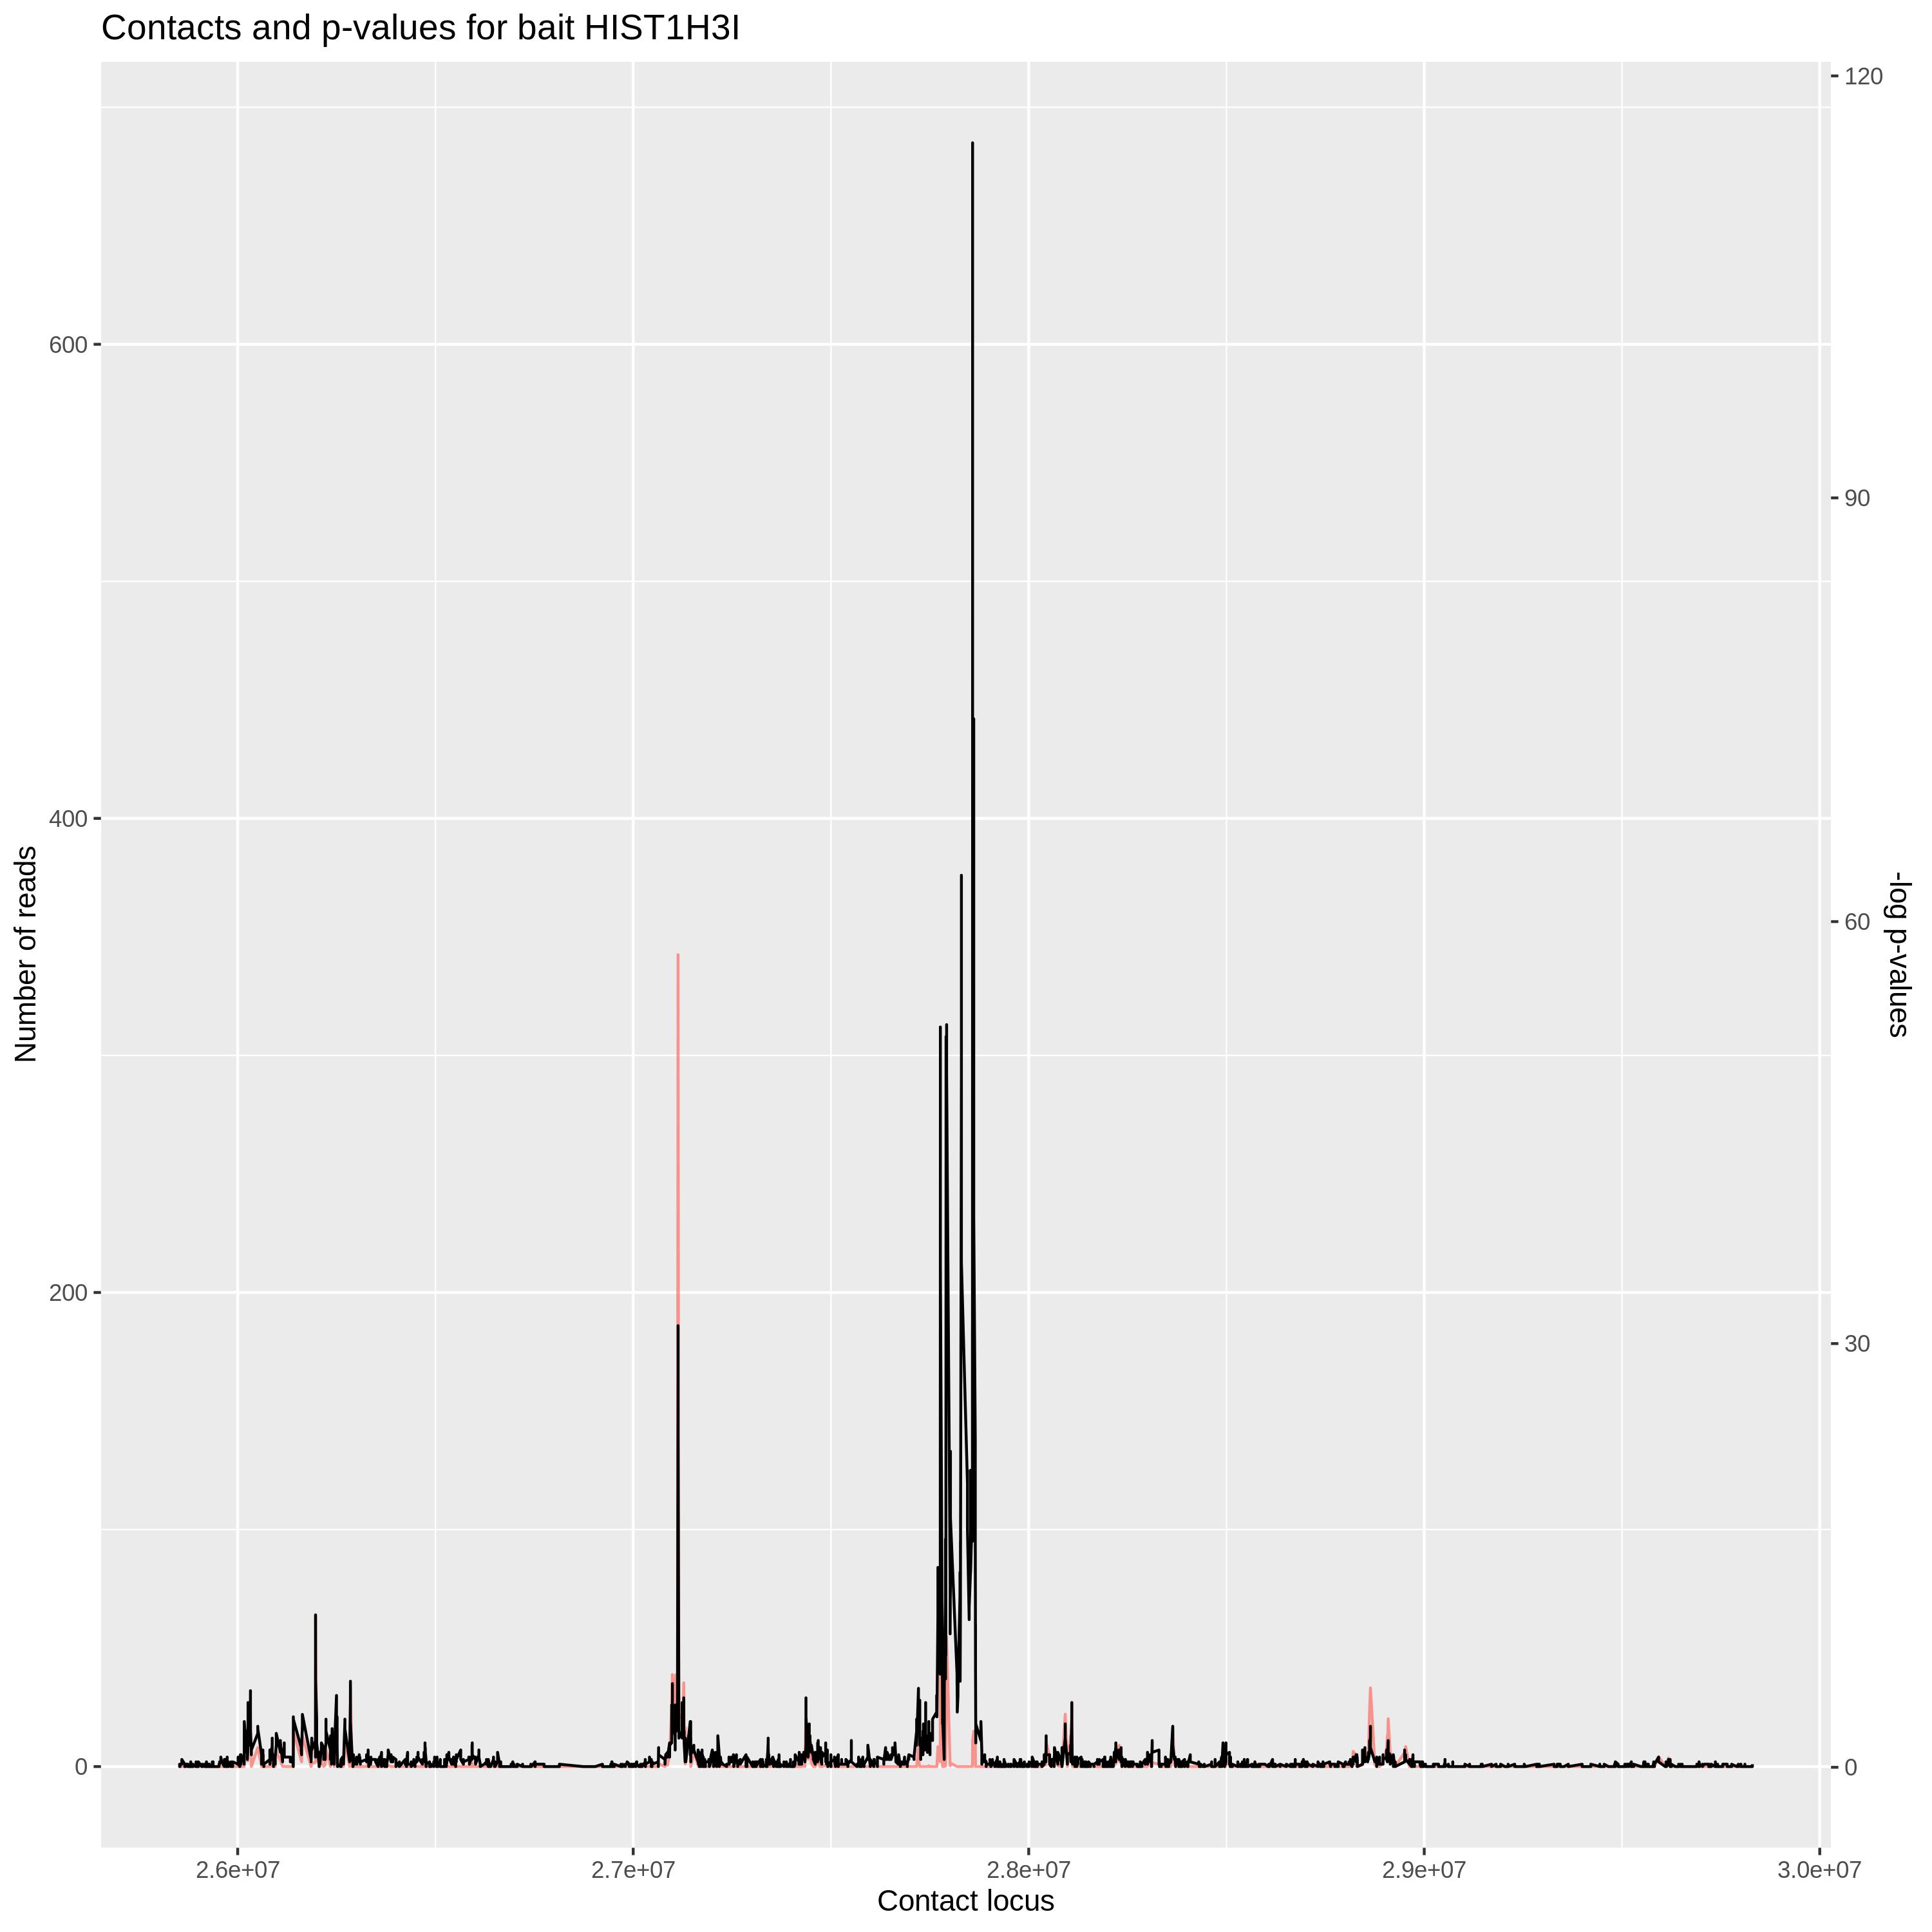 Contacts and p-values for bait HIST1H3I
120
600
90
400
60
Number of reads
-log p-values
200
30
0
0
2.6e+07
2.7e+07
2.8e+07
2.9e+07
3.0e+07
Contact locus